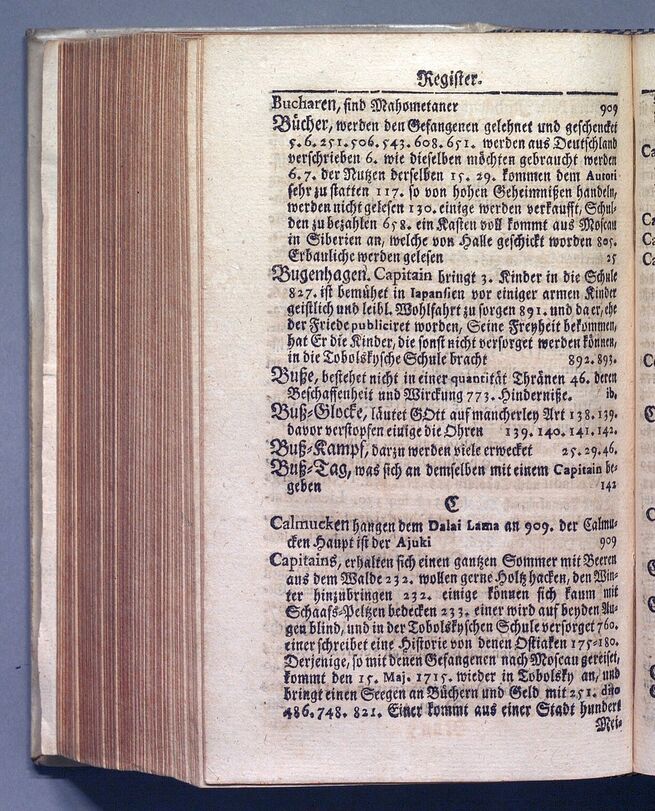 Register.
Bucharen, sind Mahometaner 909
Bücher, werden den Gefangenen gelehnet und geschencket
5. 6. 251. 506. 543. 608. 651. werden aus Deutschland
verschrieben 6. wie dieselben möchten gebraucht werden
6. 7. der Nutzen derselben 15. 29. kommen dem Autori
sehr zu statten 117. so von hohen Geheimnißen handeln,
werden nicht gelesen 130. einige werden verkaufft, Schul-
den zu bezahlen 658. ein Kasten voll kommt aus Moscau
in Siberien an, welche von Halle geschickt worden 805.
Erbauliche werden gelesen 25
Bugenhagen. Capitain bringt 3. Kinder in die Schule
827. ist bemühet in Iapansien vor einiger armen Kinder
geistlich und leibl. Wohlfahrt zu sorgen 891. und da er, ehe
der Friede publiciret worden, Seine Freyheit bekommen,
hat Er die Kinder, die sonst nicht versorget werden können,
in die Tobolskysche Schule bracht 892. 893.
Buße, bestehet nicht in einer quantität Thränen 46. deren
Beschaffenheit und Wirckung 773. Hinderniße. ib.
Buß-Glocke, läutet GOtt auf mancherley Art 138. 139.
davor verstopfen einige die Ohren 139. 140. 141. 142.
Buß-Kampf, darzu werden viele erwecket 25. 29. 46.
Buß-Tag, was sich an demselben mit einem Capitain be-
geben 142
C
Calmucken hangen dem Dalai Lama an 909. der Calmu-
cken Haupt ist der Ajuki 909
Capitains, erhalten sich einen gantzen Sommer mit Beeren
aus dem Walde 232. wollen gerne Holtz hacken, den Win-
ter hinzubringen 232. einige können sich kaum mit
Schaafs-Peltzen bedecken 233. einer wird auf beyden Au-
gen blind, und in der Tobolskyschen Schule versorget 760.
einer schreibet eine Historie von denen Ostiaken 175-180.
Derjenige, so mit denen Gefangenen nach Moscau gereiset,
kommt den 15. Maj. 1715. wieder in Tobolsky an, und
bringt einen Seegen an Büchern und Geld mit 251. dito
486. 748. 821. Einer kommt aus einer Stadt hundert
Mei-